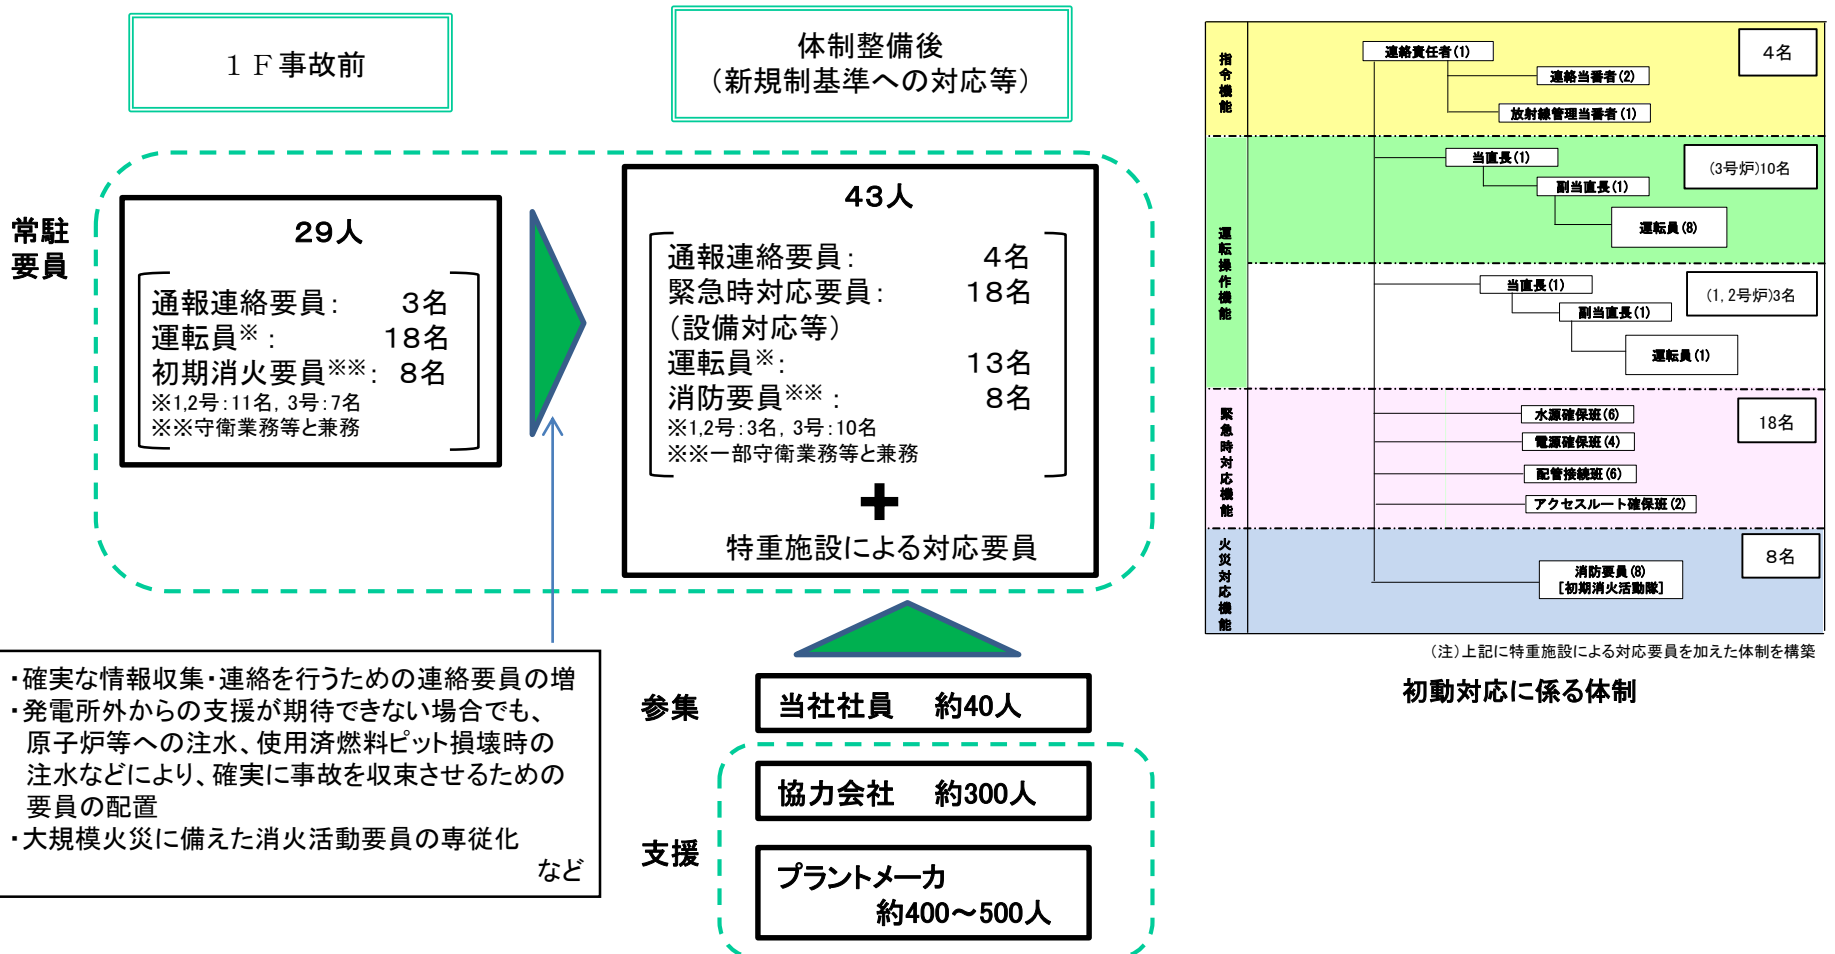 １Ｆ事故前
体制整備後
（新規制基準への対応等）
常駐
要員
29人
通報連絡要員： 3名
運転員※： 18名
初期消火要員※※： 8名
※1,2号：11名，3号：7名
※※守衛業務等と兼務
43人
通報連絡要員： 4名
緊急時対応要員： 18名
（設備対応等）
運転員※： 13名
消防要員※※： 8名
※1,2号：3名，3号：10名
※※一部守衛業務等と兼務
＋
特重施設による対応要員
・確実な情報収集・連絡を行うための連絡要員の増
・発電所外からの支援が期待できない場合でも、
原子炉等への注水、使用済燃料ピット損壊時の
注水などにより、確実に事故を収束させるための
要員の配置
・大規模火災に備えた消火活動要員の専従化
など
参集
当社社員 約40人
支援
協力会社 約300人
プラントメーカ
約400～500人
指令機能
連絡責任者(1)
4名
連絡当番者(2)
放射線管理当番者(1)
運転操作機能
当直長(1)
(3号炉)10名
副当直長(1)
運転員(8)
当直長(1)
(1,2号炉)3名
副当直長(1)
運転員(1)
緊急時対応機能
水源確保班(6)
18名
電源確保班(4)
配管接続班(6)
アクセスルート確保班(2)
火災対応機能
8名
消防要員(8)
[初期消火活動隊]
（注）上記に特重施設による対応要員を加えた体制を構築
初動対応に係る体制